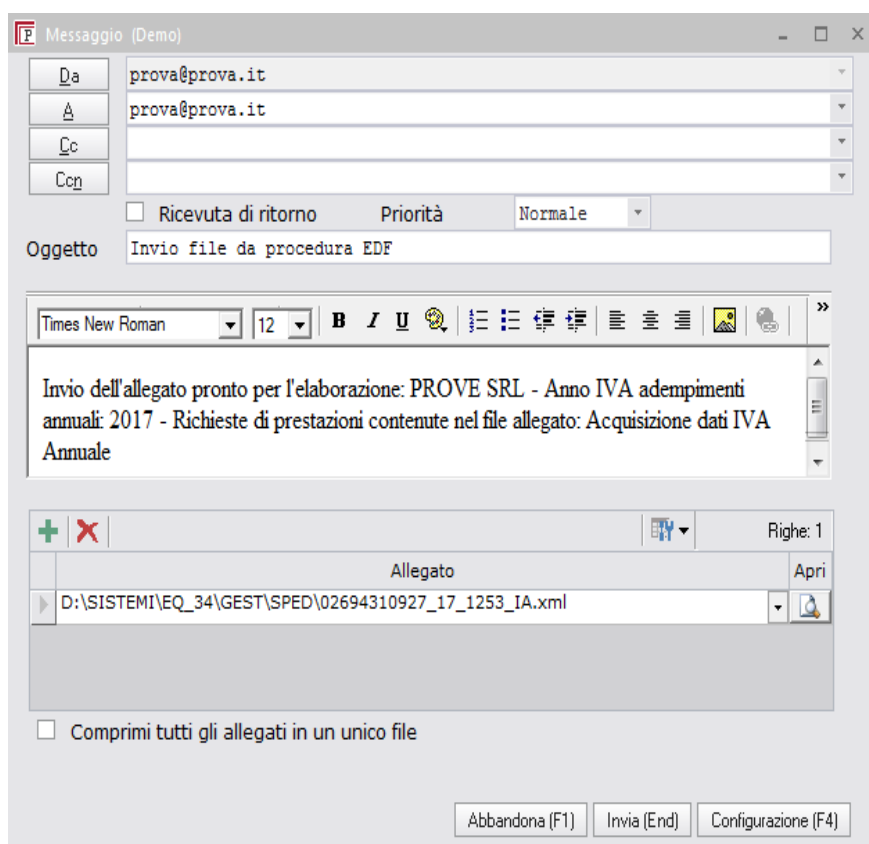 Messaggio (Demo)
Da prova@prova.it
A prova@prova.it
Cc
Ccn
Ricevuta di ritorno Priorità Normale
Oggetto Invio file da procedura EDF
Times New Roman 12 B I U »
Invio dell'allegato pronto per l'elaborazione: PROVE SRL - Anno IVA adempimenti
annuali: 2017 - Richieste di prestazioni contenute nel file allegato: Acquisizione dati IVA
Annuale
Righe: 1
Allegato Apri
D:\SISTEMI\EQ_34\GEST\SPED\02694310927_17_1253_IA.xml
Comprimi tutti gli allegati in un unico file
Abbandona (F1) Invia (End) Configurazione (F4)